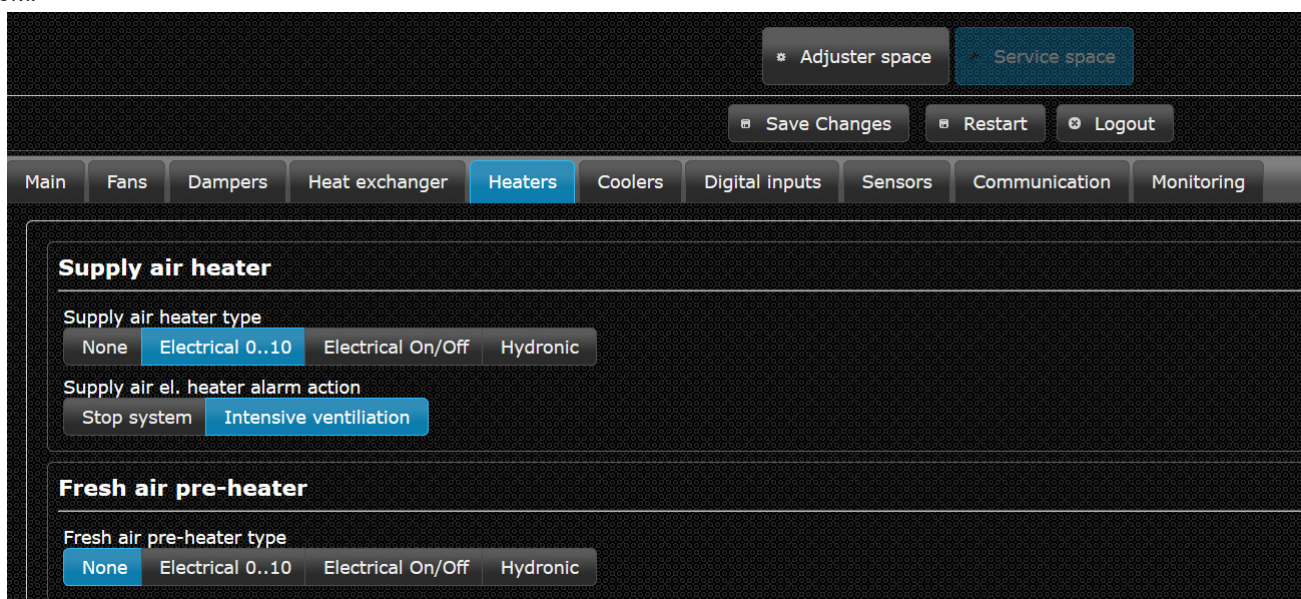 Adjuster space Service space
Save Changes Restart Logout
Main Fans Dampers Heat exchanger Heaters Coolers Digital inputs Sensors Communication Monitoring
Supply air heater
Supply air heater type
None Electrical 0..10 Electrical On/Off Hydronic
Supply air el. heater alarm action
Stop system Intensive ventiliation
Fresh air pre-heater
Fresh air pre-heater type
None Electrical 0..10 Electrical On/Off Hydronic